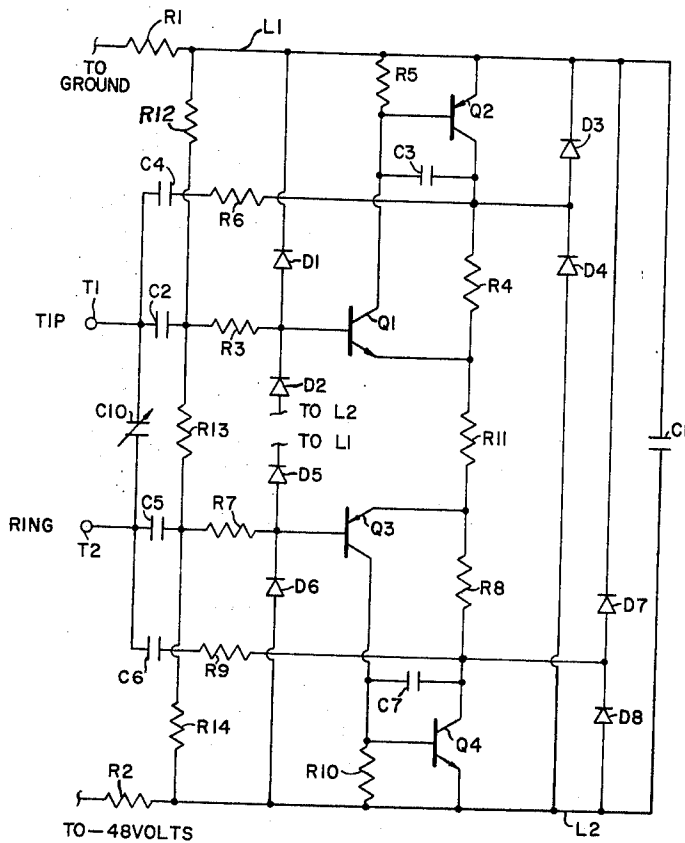 R1
L1
TO
GROUND
R5
R12
Q2
D3
C3
C4
R6
D1
D4
R4
T1
C2
TIP
R3
Q1
D2
C10
TO L2
R13
TO L1
R11
C1
D5
C5
R7
RING
T2
Q3
D6
R8
D7
C6
R9
C7
D8
R14
Q4
R10
R2
L2
TO-48VOLTS